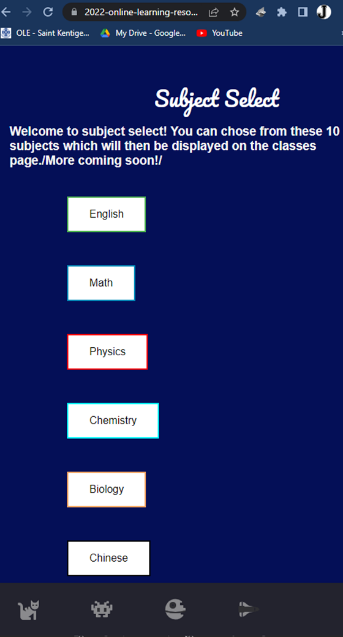 2022-online-learning-reso...
OLE - Saint Kentige... My Drive - Google... YouTube
Subject Select
Welcome to subject select! You can chose from these 10
subjects which will then be displayed on the classes
page./More coming soon!/
English
Math
Physics
Chemistry
Biology
Chinese